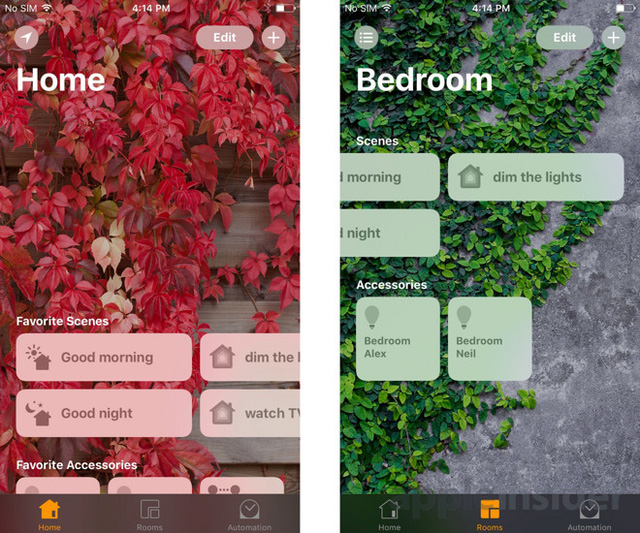 No SIM 4:14 PM
Edit
Home
Favorite Scenes
Good morning
dim the l
Good night
watch TV
Favorite Accessories
Home Rooms Automation
No SIM 4:14 PM
Edit
Bedroom
Scenes
d morning
dim the lights
d night
Accessories
Bedroom
Alex
Bedroom
Neil
appleinsider
Home Rooms Automation